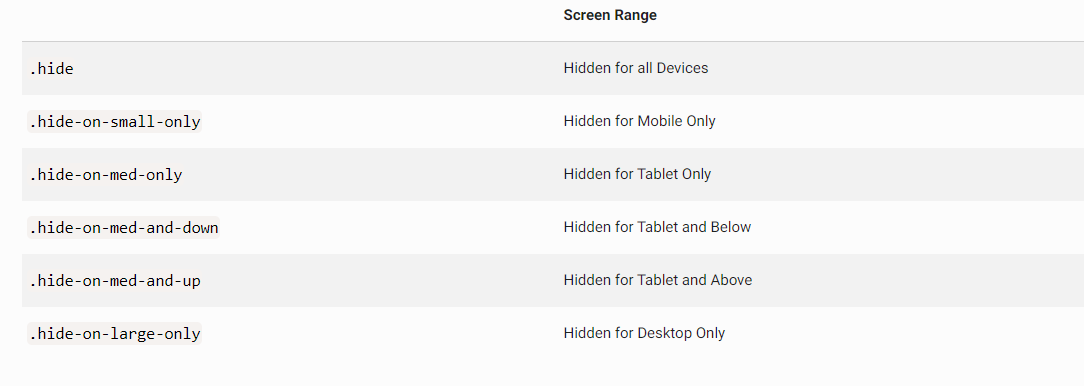 Screen Range
.hide Hidden for all Devices
.hide-on-small-only Hidden for Mobile Only
.hide-on-med-only Hidden for Tablet Only
.hide-on-med-and-down Hidden for Tablet and Below
.hide-on-med-and-up Hidden for Tablet and Above
.hide-on-large-only Hidden for Desktop Only